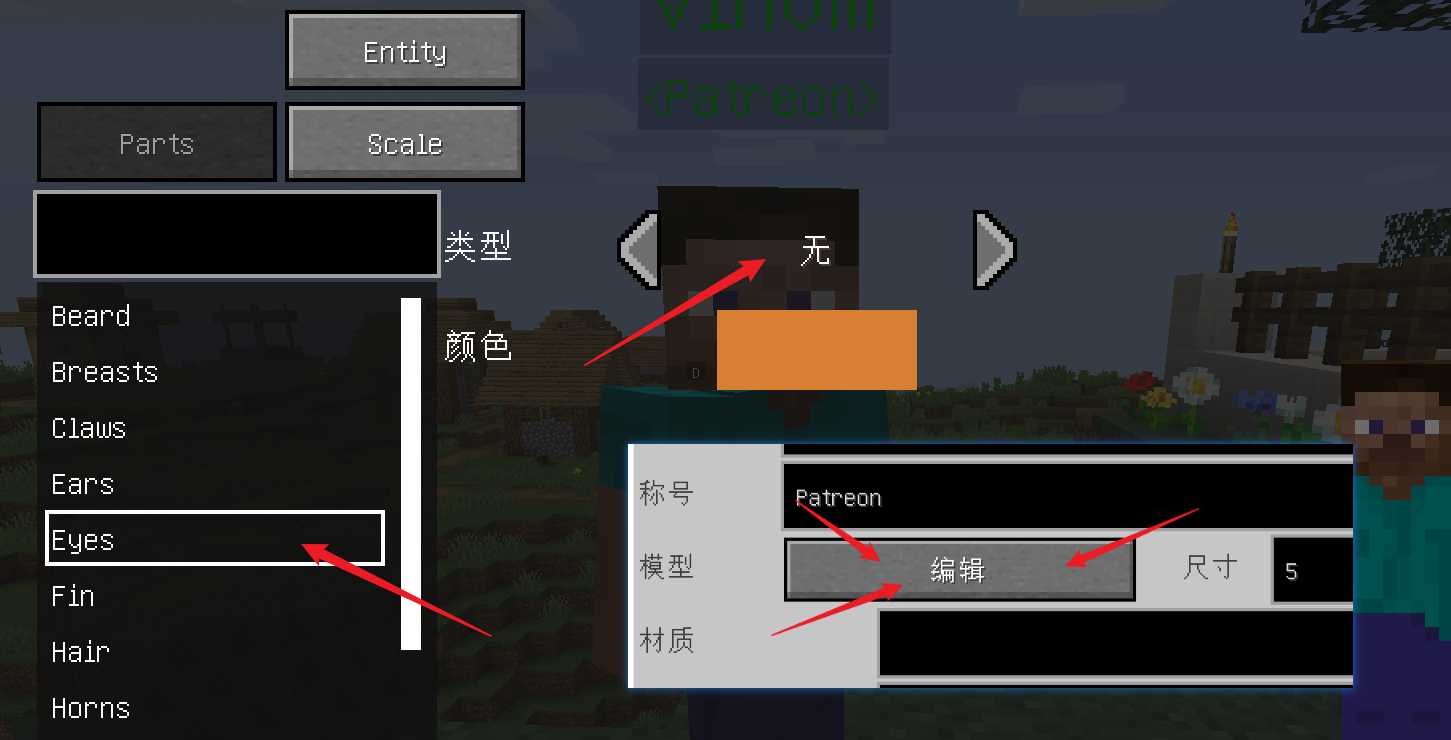 Entity
<Patreon>
Parts
Scale
类型
无
Beard
颜色
Breasts
D
Claws
Ears
Eyes
Fin
Hair
Horns
称号
Patreon
模型
编辑
尺寸
5
材质